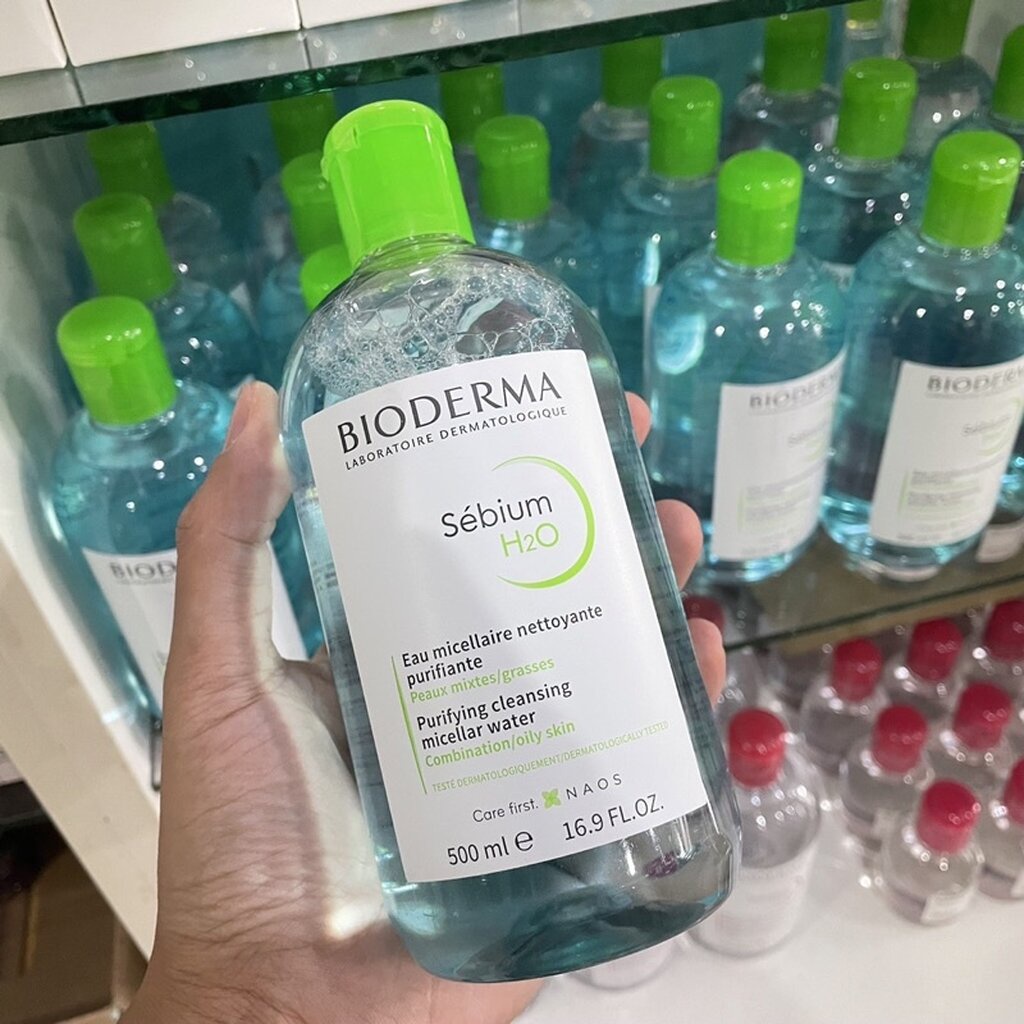 BIODERMA
LABORATOIRE DERMATOLOGIQUE
Sébium
H2O
Eau micellaire nettoyante
purifiante
Peaux mixtes/grasses
Purifying cleansing
micellar water
Combination/oily skin
TESTÉ DERMATOLOGIQUEMENT/DERMATOLOGICALLY TESTED
Care first. NAOS
500 ml ℮ 16.9 FL.OZ.
BIOD
BIODERMA
BIODERMA